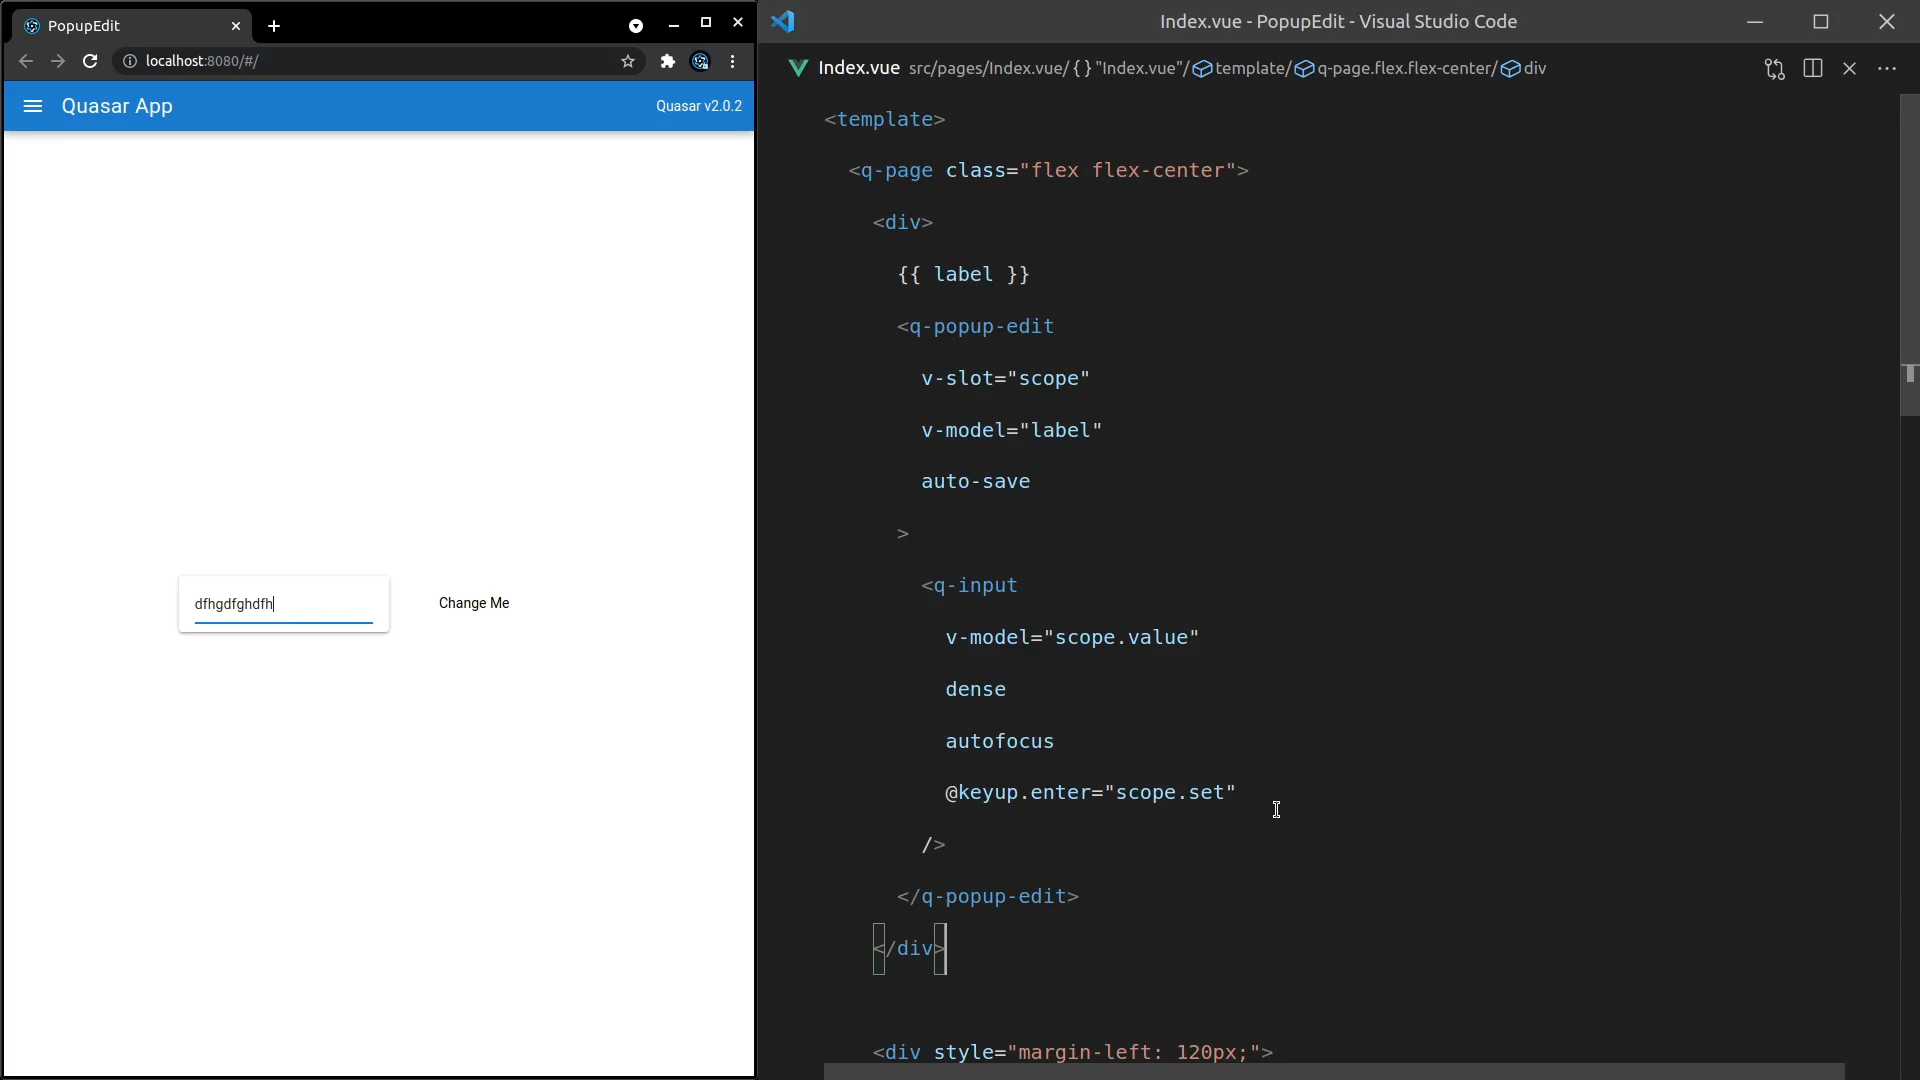 PopupEdit
localhost:8080/#/
Quasar App
Quasar v2.0.2
dfhgdfghdfh
Change Me
Index.vue - PopupEdit - Visual Studio Code
Index.vue src/pages/Index.vue/ {} "Index.vue"/ template/ q-page.flex.flex-center/ div
<template>
<q-page class="flex flex-center">
<div>
{{ label }}
<q-popup-edit
v-slot="scope"
v-model="label"
auto-save
>
<q-input
v-model="scope.value"
dense
autofocus
@keyup.enter="scope.set"
/>
</q-popup-edit>
</div>
<div style="margin-left: 120px;">